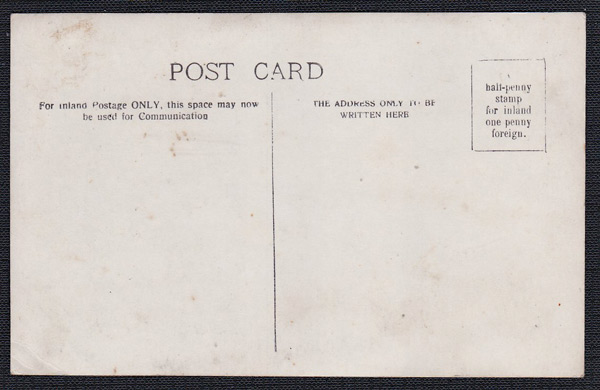 POST CARD
For inland Postage ONLY, this space may now
be used for Communication
THE ADDRESS ONLY TO BE
WRITTEN HERE
half-penny
stamp
for inland
one penny
foreign.